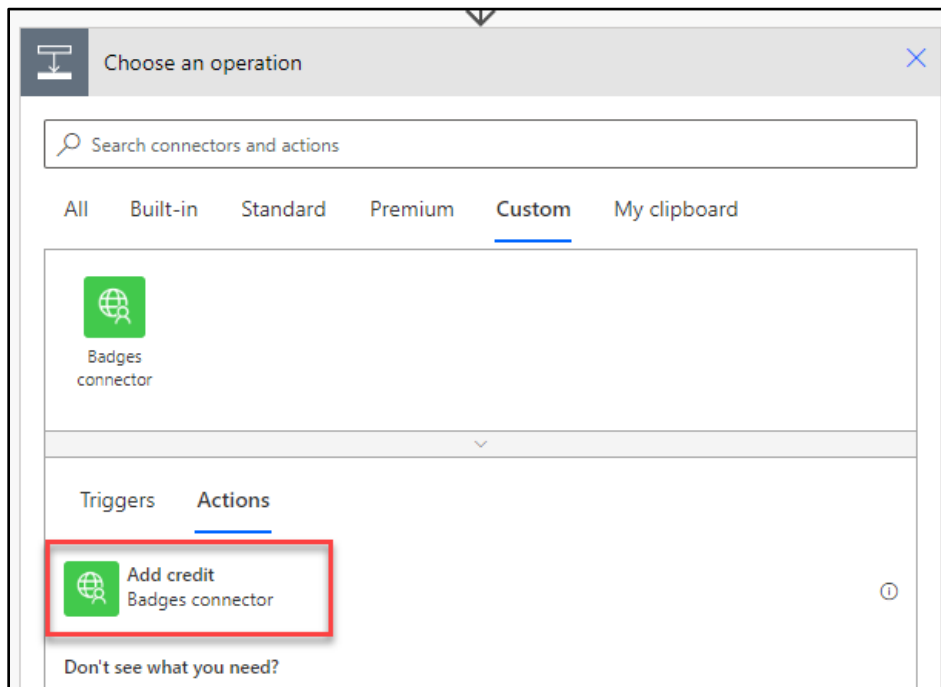 Choose an operation
Search connectors and actions
All Built-in Standard Premium Custom My clipboard
Badges
connector
Triggers Actions
Add credit
Badges connector
Don't see what you need?